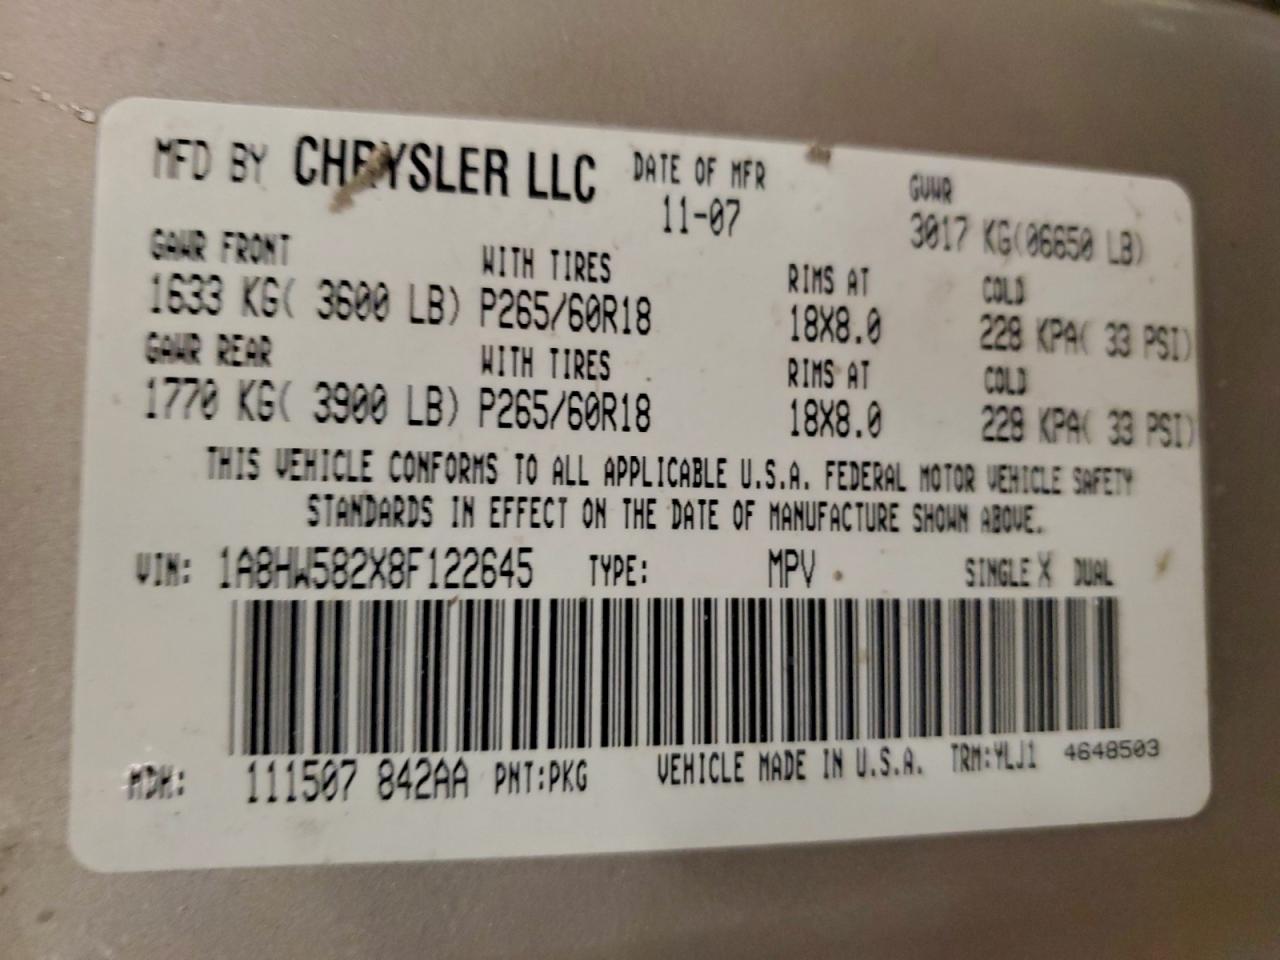 MFD BY CHRYSLER LLC DATE OF MFR GVWR
11-07 3017 KG(06650 LB)
GAWR FRONT WITH TIRES RIMS AT COLD
1633 KG( 3600 LB) P265/60R18 18X8.0 228 KPA( 33 PSI)
GAWR REAR WITH TIRES RIMS AT COLD
1770 KG( 3900 LB) P265/60R18 18X8.0 228 KPA( 33 PSI)
THIS VEHICLE CONFORMS TO ALL APPLICABLE U.S.A. FEDERAL MOTOR VEHICLE SAFETY
STANDARDS IN EFFECT ON THE DATE OF MANUFACTURE SHOWN ABOVE.
VIN: 1A8HW582X8F122645 TYPE: MPV SINGLE X DUAL
MDH: 111507 842AA PNT:PKG VEHICLE MADE IN U.S.A. TRM:YLJ1 4648503